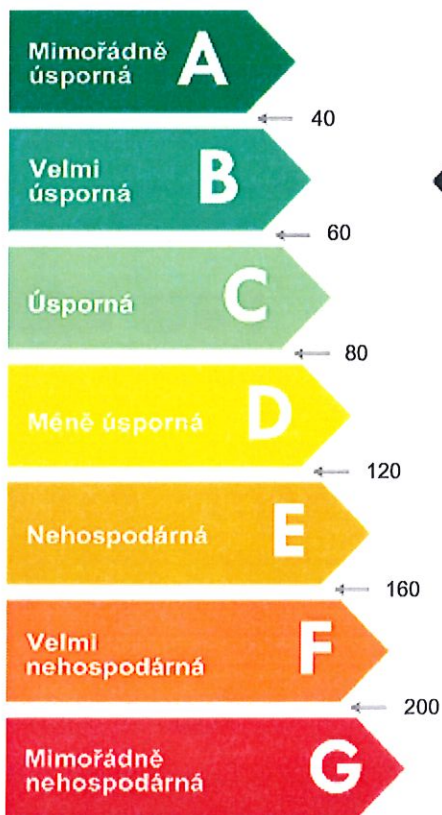 Mimořádně
úsporná
A
40
Velmi
úsporná
B
60
Úsporná
C
80
Méně úsporná
D
120
Nehospodárná
E
160
Velmi
nehospodárná
F
200
Mimořádně
nehospodárná
G